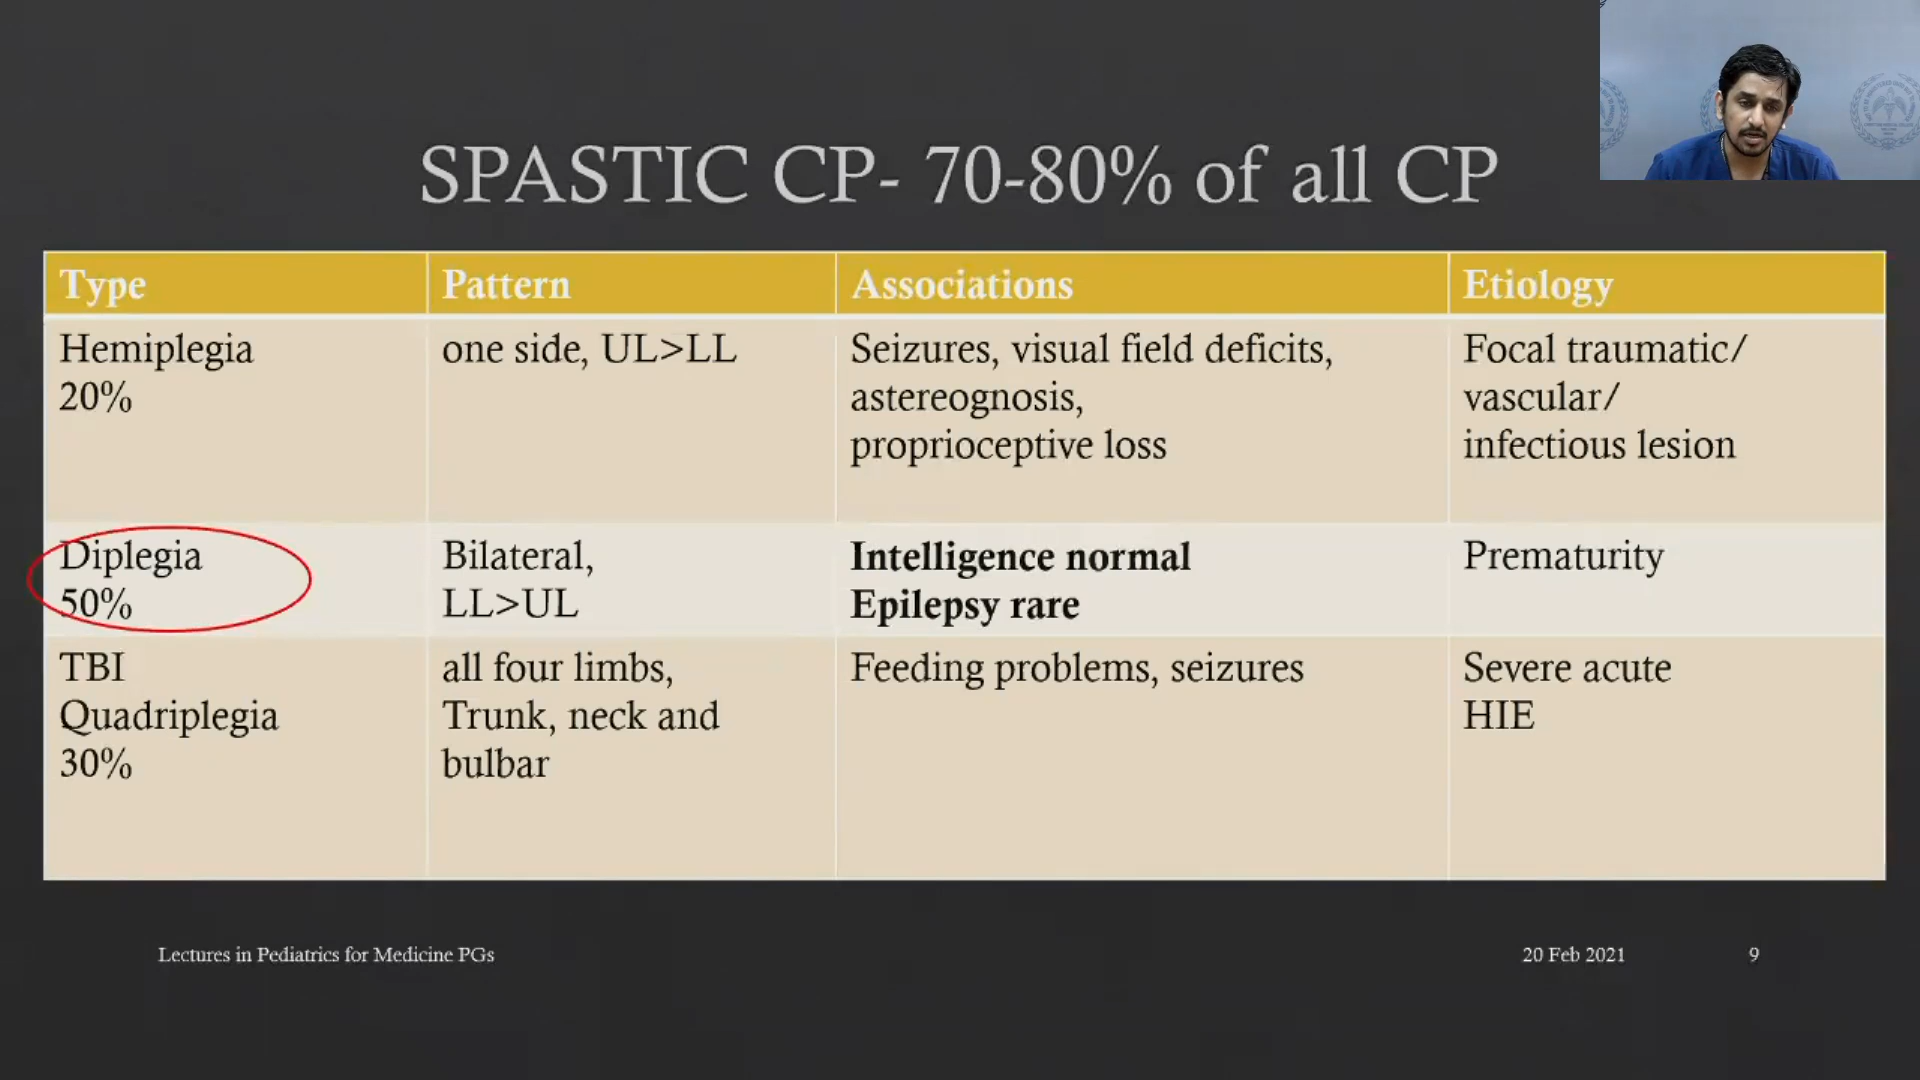 SPASTIC CP- 70-80% of all CP
Type
Pattern
Associations
Etiology
Hemiplegia
20%
one side, UL>LL
Seizures, visual field deficits,
astereognosis,
proprioceptive loss
Focal traumatic/
vascular/
infectious lesion
Diplegia
50%
Bilateral,
LL>UL
Intelligence normal
Epilepsy rare
Prematurity
TBI
Quadriplegia
30%
all four limbs,
Trunk, neck and
bulbar
Feeding problems, seizures
Severe acute
HIE
Lectures in Pediatrics for Medicine PGs
20 Feb 2021
9